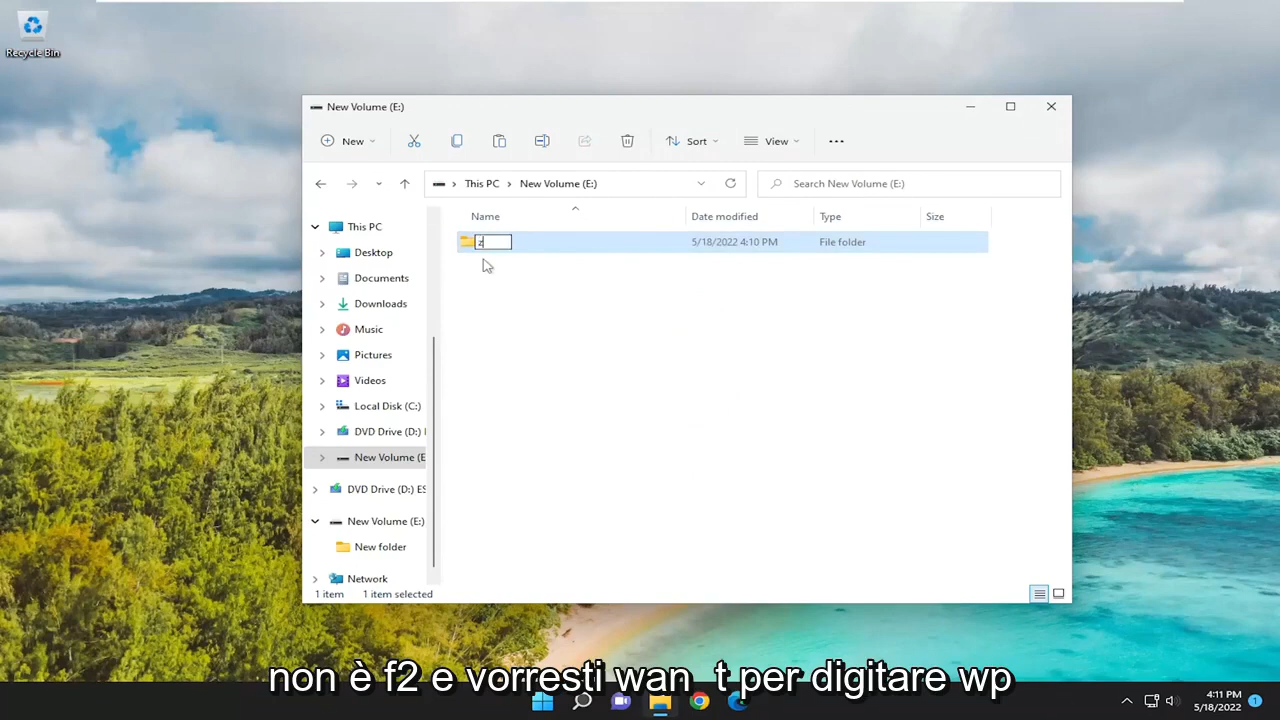 Recycle Bin
New Volume (E:)
New
Sort
View
This PC
New Volume (E:)
Search New Volume (E:)
Name
Date modified
Type
Size
z
5/18/2022 4:10 PM
File folder
This PC
Desktop
Documents
Downloads
Music
Pictures
Videos
Local Disk (C:)
DVD Drive (D:)
New Volume (E
DVD Drive (D:) ES
New Volume (E:)
New folder
Network
1 item
1 item selected
non è f2 e vorresti wan t per digitare wp
4:11 PM
5/18/2022
1